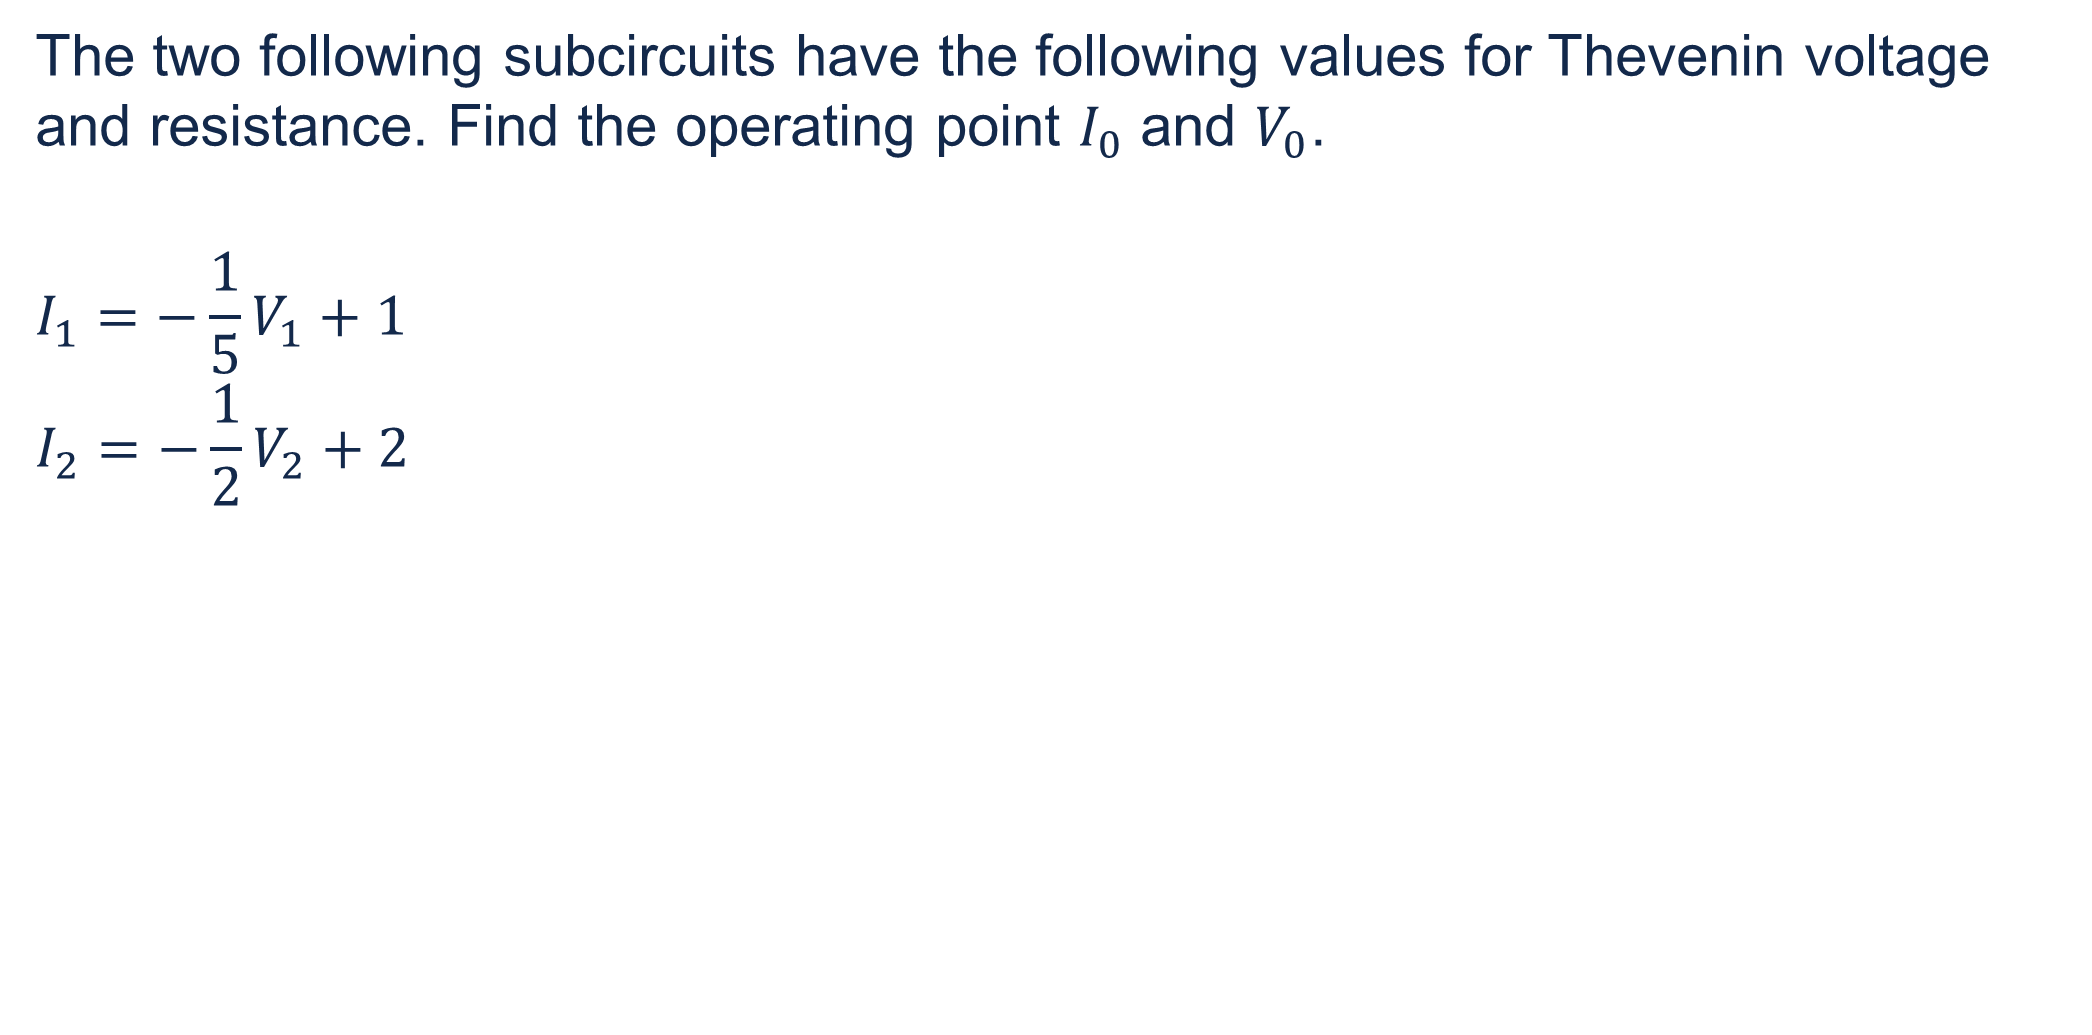 The two following subcircuits have the following values for Thevenin voltage
and resistance. Find the operating point 𝐼₀ and 𝑉₀.
𝐼₁ = −1/5 𝑉₁ + 1
𝐼₂ = −1/2 𝑉₂ + 2